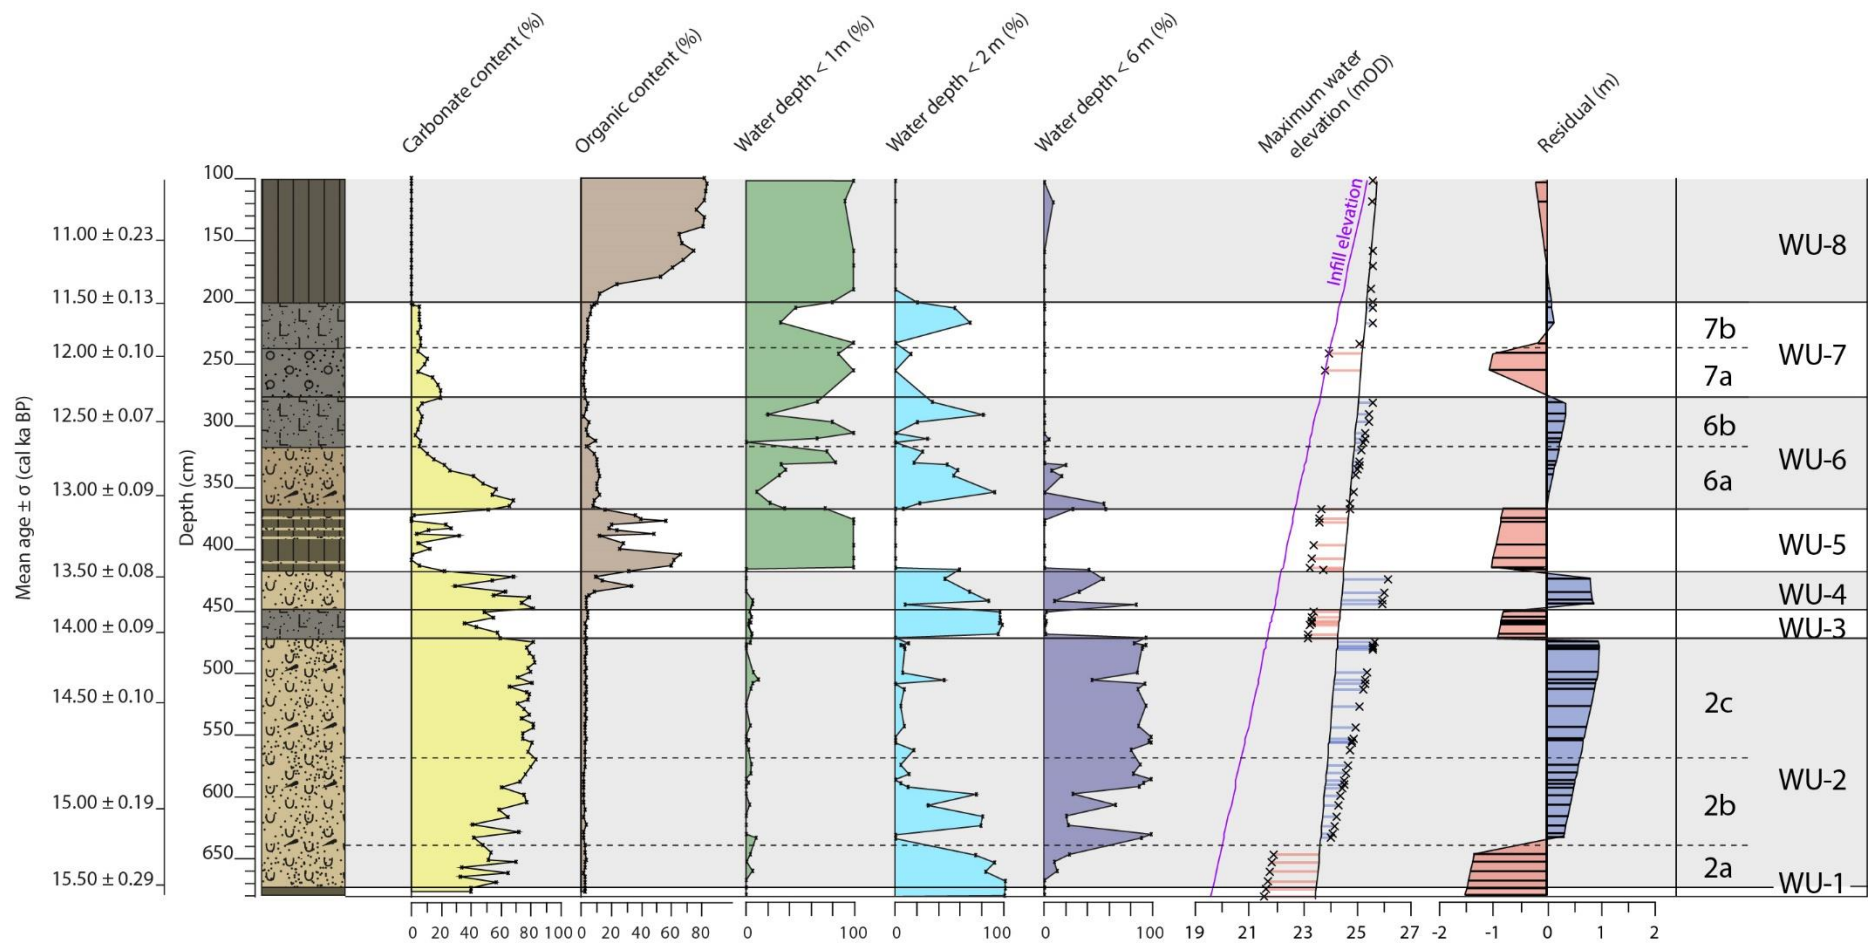 Carbonate content (%)
Organic content (%)
Water depth < 1m (%)
Water depth < 2 m (%)
Water depth < 6 m (%)
Maximum water
elevation (mOD)
Residual (m)
Mean age ± σ (cal ka BP)
11.00 ± 0.23
11.50 ± 0.13
12.00 ± 0.10
12.50 ± 0.07
13.00 ± 0.09
13.50 ± 0.08
14.00 ± 0.09
14.50 ± 0.10
15.00 ± 0.19
15.50 ± 0.29
Depth (cm)
100
150
200
250
300
350
400
450
500
550
600
650
Infill elevation
WU-8
7b
WU-7
7a
6b
WU-6
6a
WU-5
WU-4
WU-3
2c
WU-2
2b
2a
WU-1
0 20 40 60 80 100
0 20 40 60 80
0 100
0 100
0 100
19 21 23 25 27
-2 -1 0 1 2